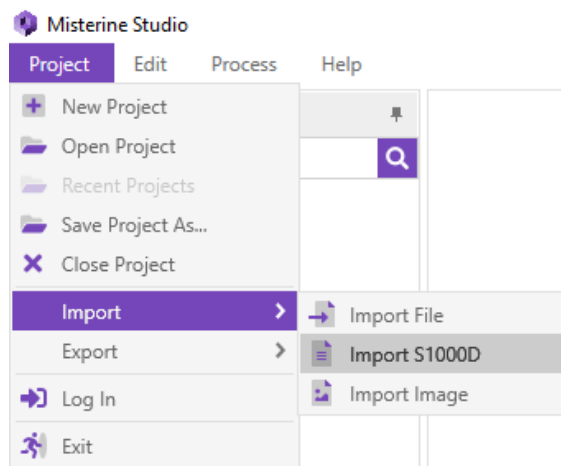 Misterine Studio
Project Edit Process Help
New Project
Open Project
Recent Projects
Save Project As...
Close Project
Import
Export
Log In
Exit
Import File
Import S1000D
Import Image